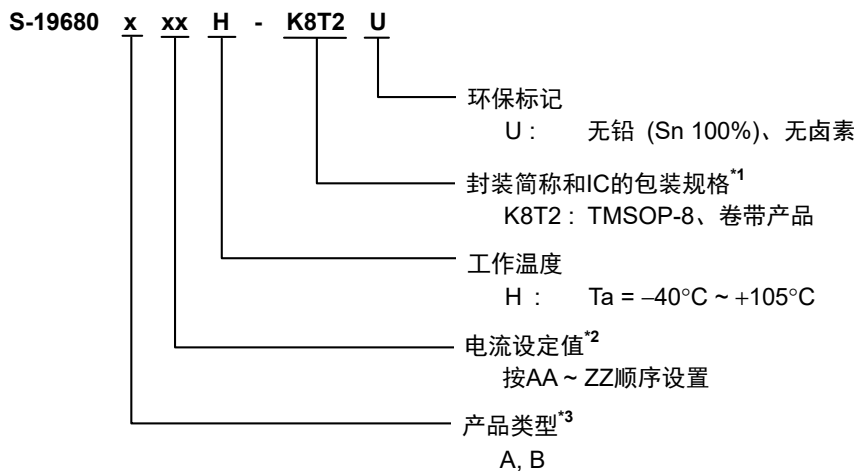 S-19680 x xx H - K8T2 U
环保标记
U : 无铅 (Sn 100%)、无卤素
封装简称和IC的包装规格*1
K8T2 : TMSOP-8、卷带产品
工作温度
H : Ta = −40°C ~ +105°C
电流设定值*2
按AA ~ ZZ顺序设置
产品类型*3
A, B